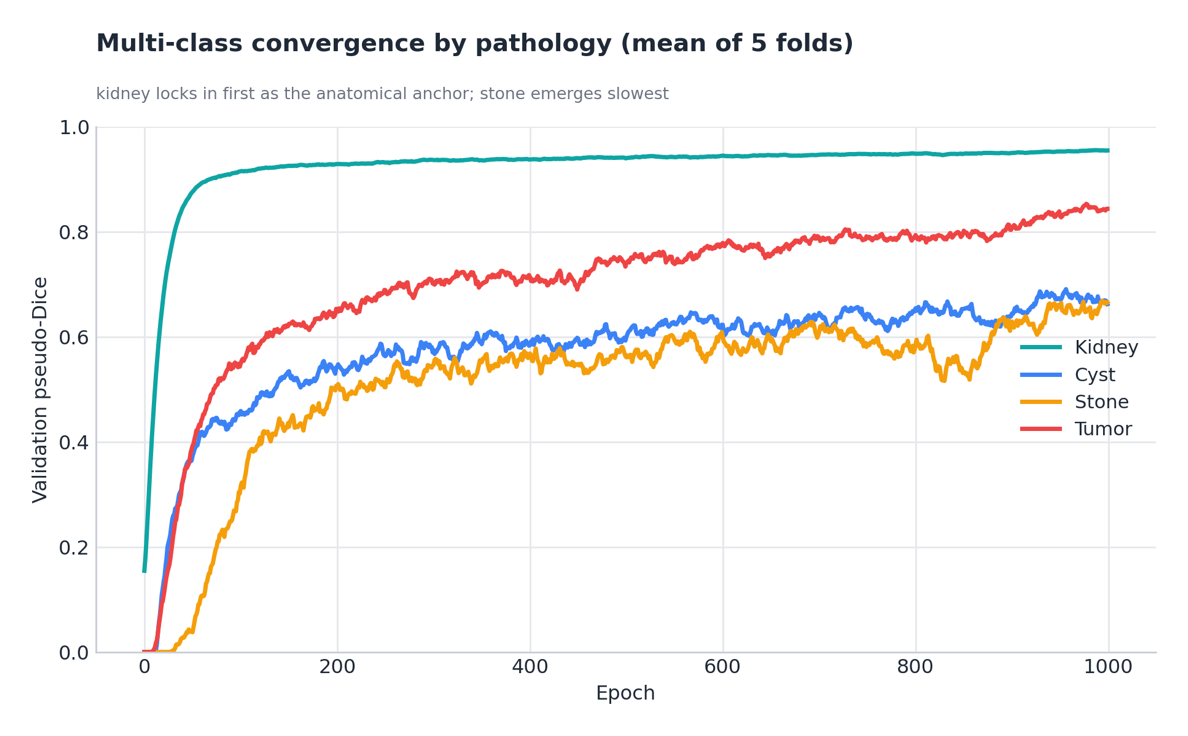 Multi-class convergence by pathology (mean of 5 folds)
kidney locks in first as the anatomical anchor; stone emerges slowest
1.0
0.8
0.6
0.4
0.2
0.0
Validation pseudo-Dice
Kidney
Cyst
Stone
Tumor
0 200 400 600 800 1000
Epoch